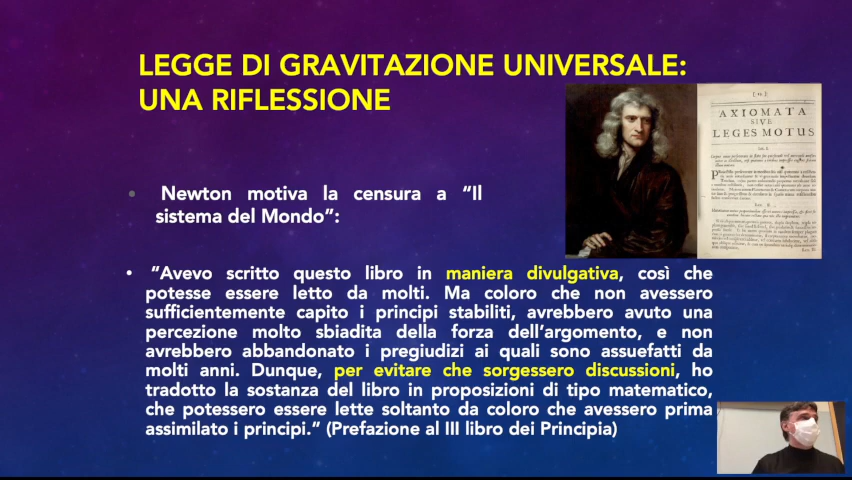 LEGGE DI GRAVITAZIONE UNIVERSALE:
UNA RIFLESSIONE
AXIOMATA
SIVE
LEGES MOTUS
• Newton motiva la censura a “Il
sistema del Mondo”:
• “Avevo scritto questo libro in maniera divulgativa, così che
potesse essere letto da molti. Ma coloro che non avessero
sufficientemente capito i principi stabiliti, avrebbero avuto una
percezione molto sbiadita della forza dell’argomento, e non
avrebbero abbandonato i pregiudizi ai quali sono assuefatti da
molti anni. Dunque, per evitare che sorgessero discussioni, ho
tradotto la sostanza del libro in proposizioni di tipo matematico,
che potessero essere lette soltanto da coloro che avessero prima
assimilato i principi.” (Prefazione al III libro dei Principia)